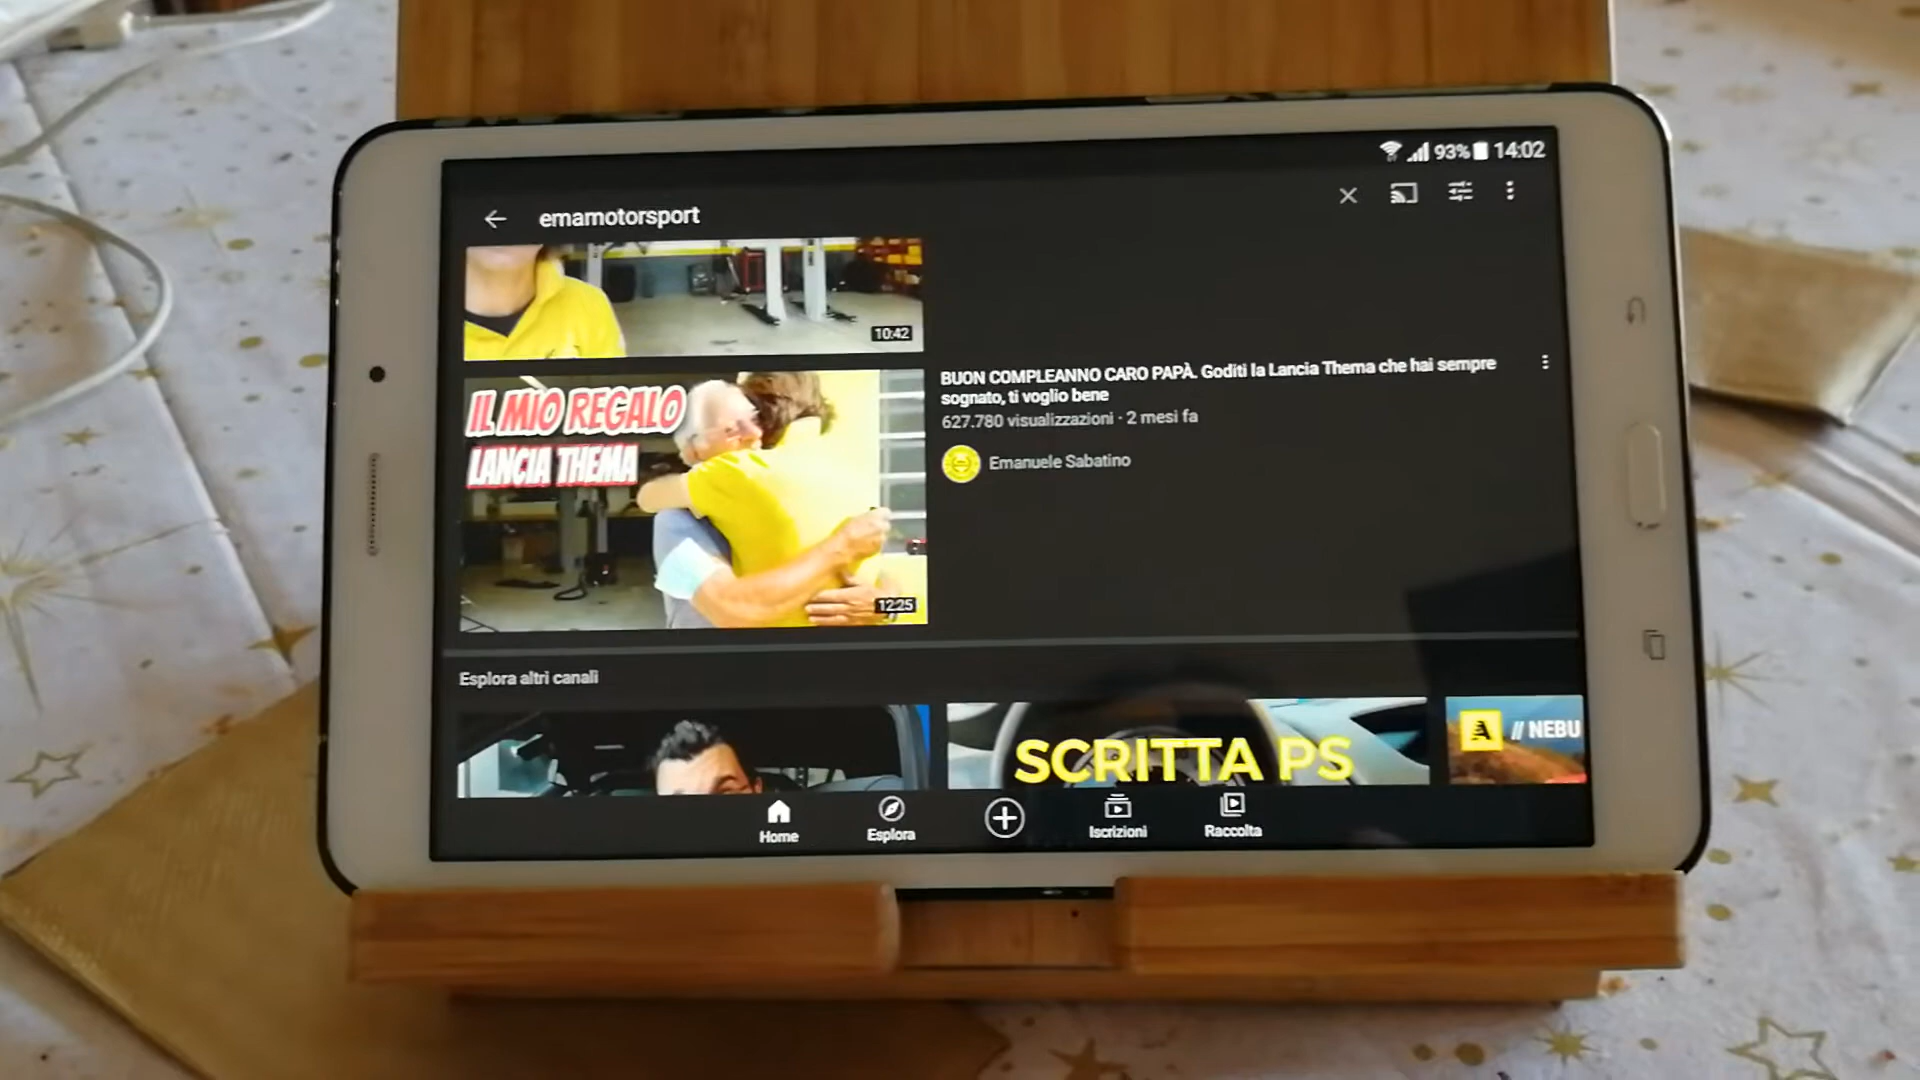 93% 14:02
emamotorsport
10:42
IL MIO REGALO
LANCIA THEMA
12:25
BUON COMPLEANNO CARO PAPÀ. Goditi la Lancia Thema che hai sempre
sognato, ti voglio bene
627.780 visualizzazioni · 2 mesi fa
Emanuele Sabatino
Esplora altri canali
SCRITTA PS
// NEBU
Home
Esplora
Iscrizioni
Raccolta